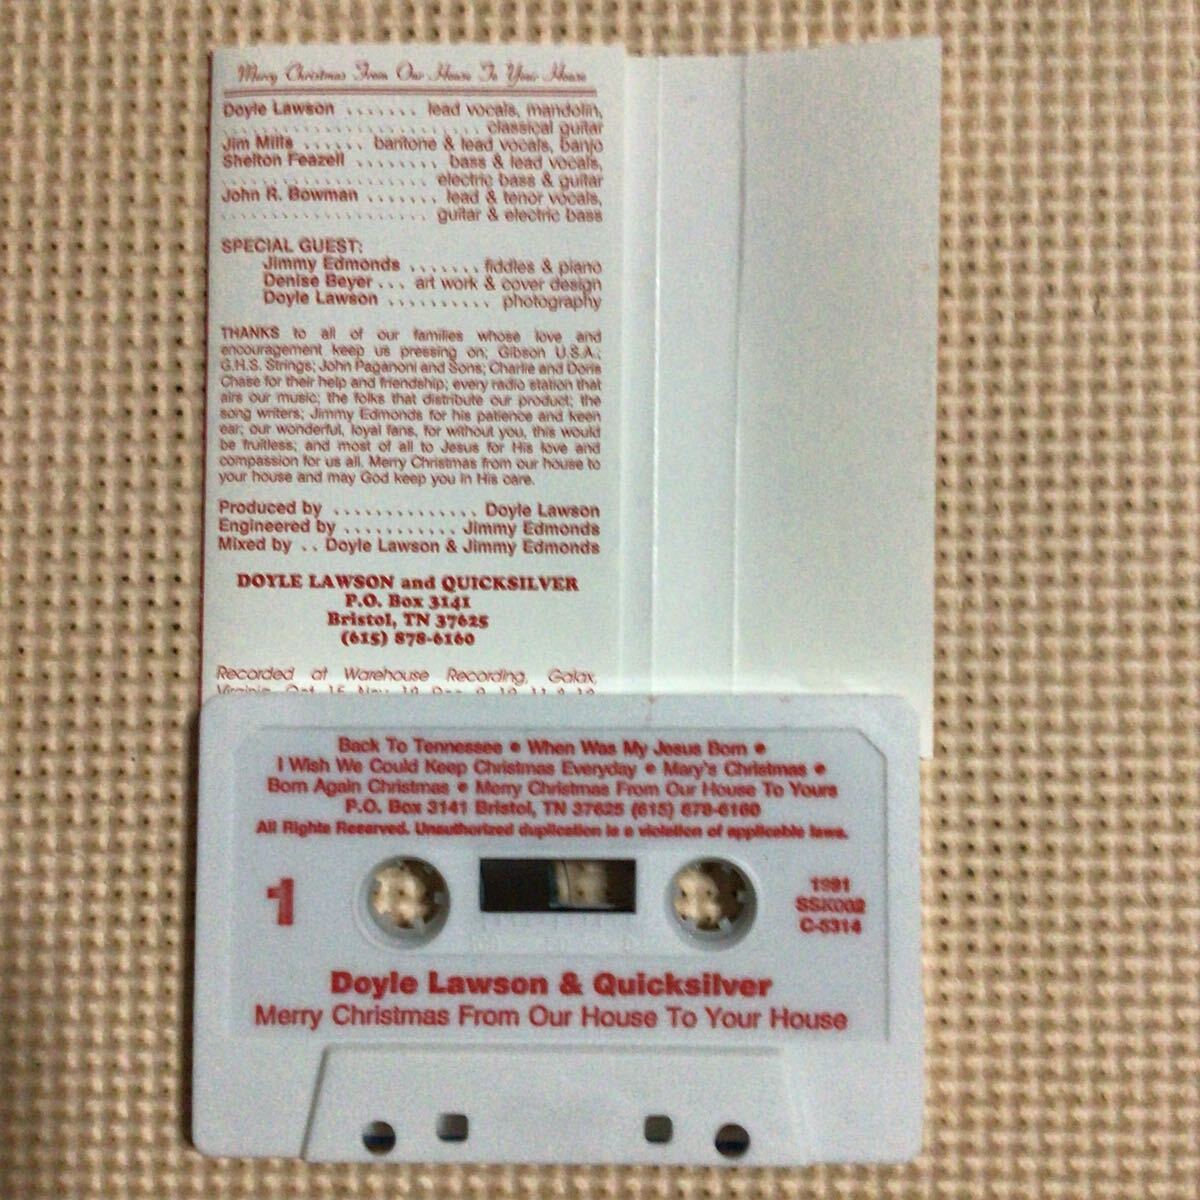 Merry Christmas From Our House To Your House
Doyle Lawson ....... lead vocals, mandolin,
........................ classical guitar
Jim Mills ...... baritone & lead vocals, banjo
Shelton Feazell ........ bass & lead vocals,
.................. electric bass & guitar
John R. Bowman ....... lead & tenor vocals,
.................. guitar & electric bass
SPECIAL GUEST:
Jimmy Edmonds ....... fiddles & piano
Denise Beyer ... art work & cover design
Doyle Lawson .......... photography
THANKS to all of our families whose love and
encouragement keep us pressing on; Gibson U.S.A.;
G.H.S. Strings; John Paganoni and Sons; Charlie and Doris
Chase for their help and friendship; every radio station that
airs our music; the folks that distribute our product; the
song writers; Jimmy Edmonds for his patience and keen
ear; our wonderful, loyal fans, for without you, this would
be fruitless; and most of all to Jesus for His love and
compassion for us all. Merry Christmas from our house to
your house and may God keep you in His care.
Produced by .............. Doyle Lawson
Engineered by ........... Jimmy Edmonds
Mixed by .. Doyle Lawson & Jimmy Edmonds
DOYLE LAWSON and QUICKSILVER
P.O. Box 3141
Bristol, TN 37625
(615) 878-6160
Recorded at Warehouse Recording, Galax,
Back To Tennessee • When Was My Jesus Born •
I Wish We Could Keep Christmas Everyday • Mary's Christmas •
Born Again Christmas • Merry Christmas From Our House To Yours
P.O. Box 3141 Bristol, TN 37625 (615) 878-6160
All Rights Reserved. Unauthorized duplication is a violation of applicable laws.
1
1991
SSK002
C-5314
Doyle Lawson & Quicksilver
Merry Christmas From Our House To Your House